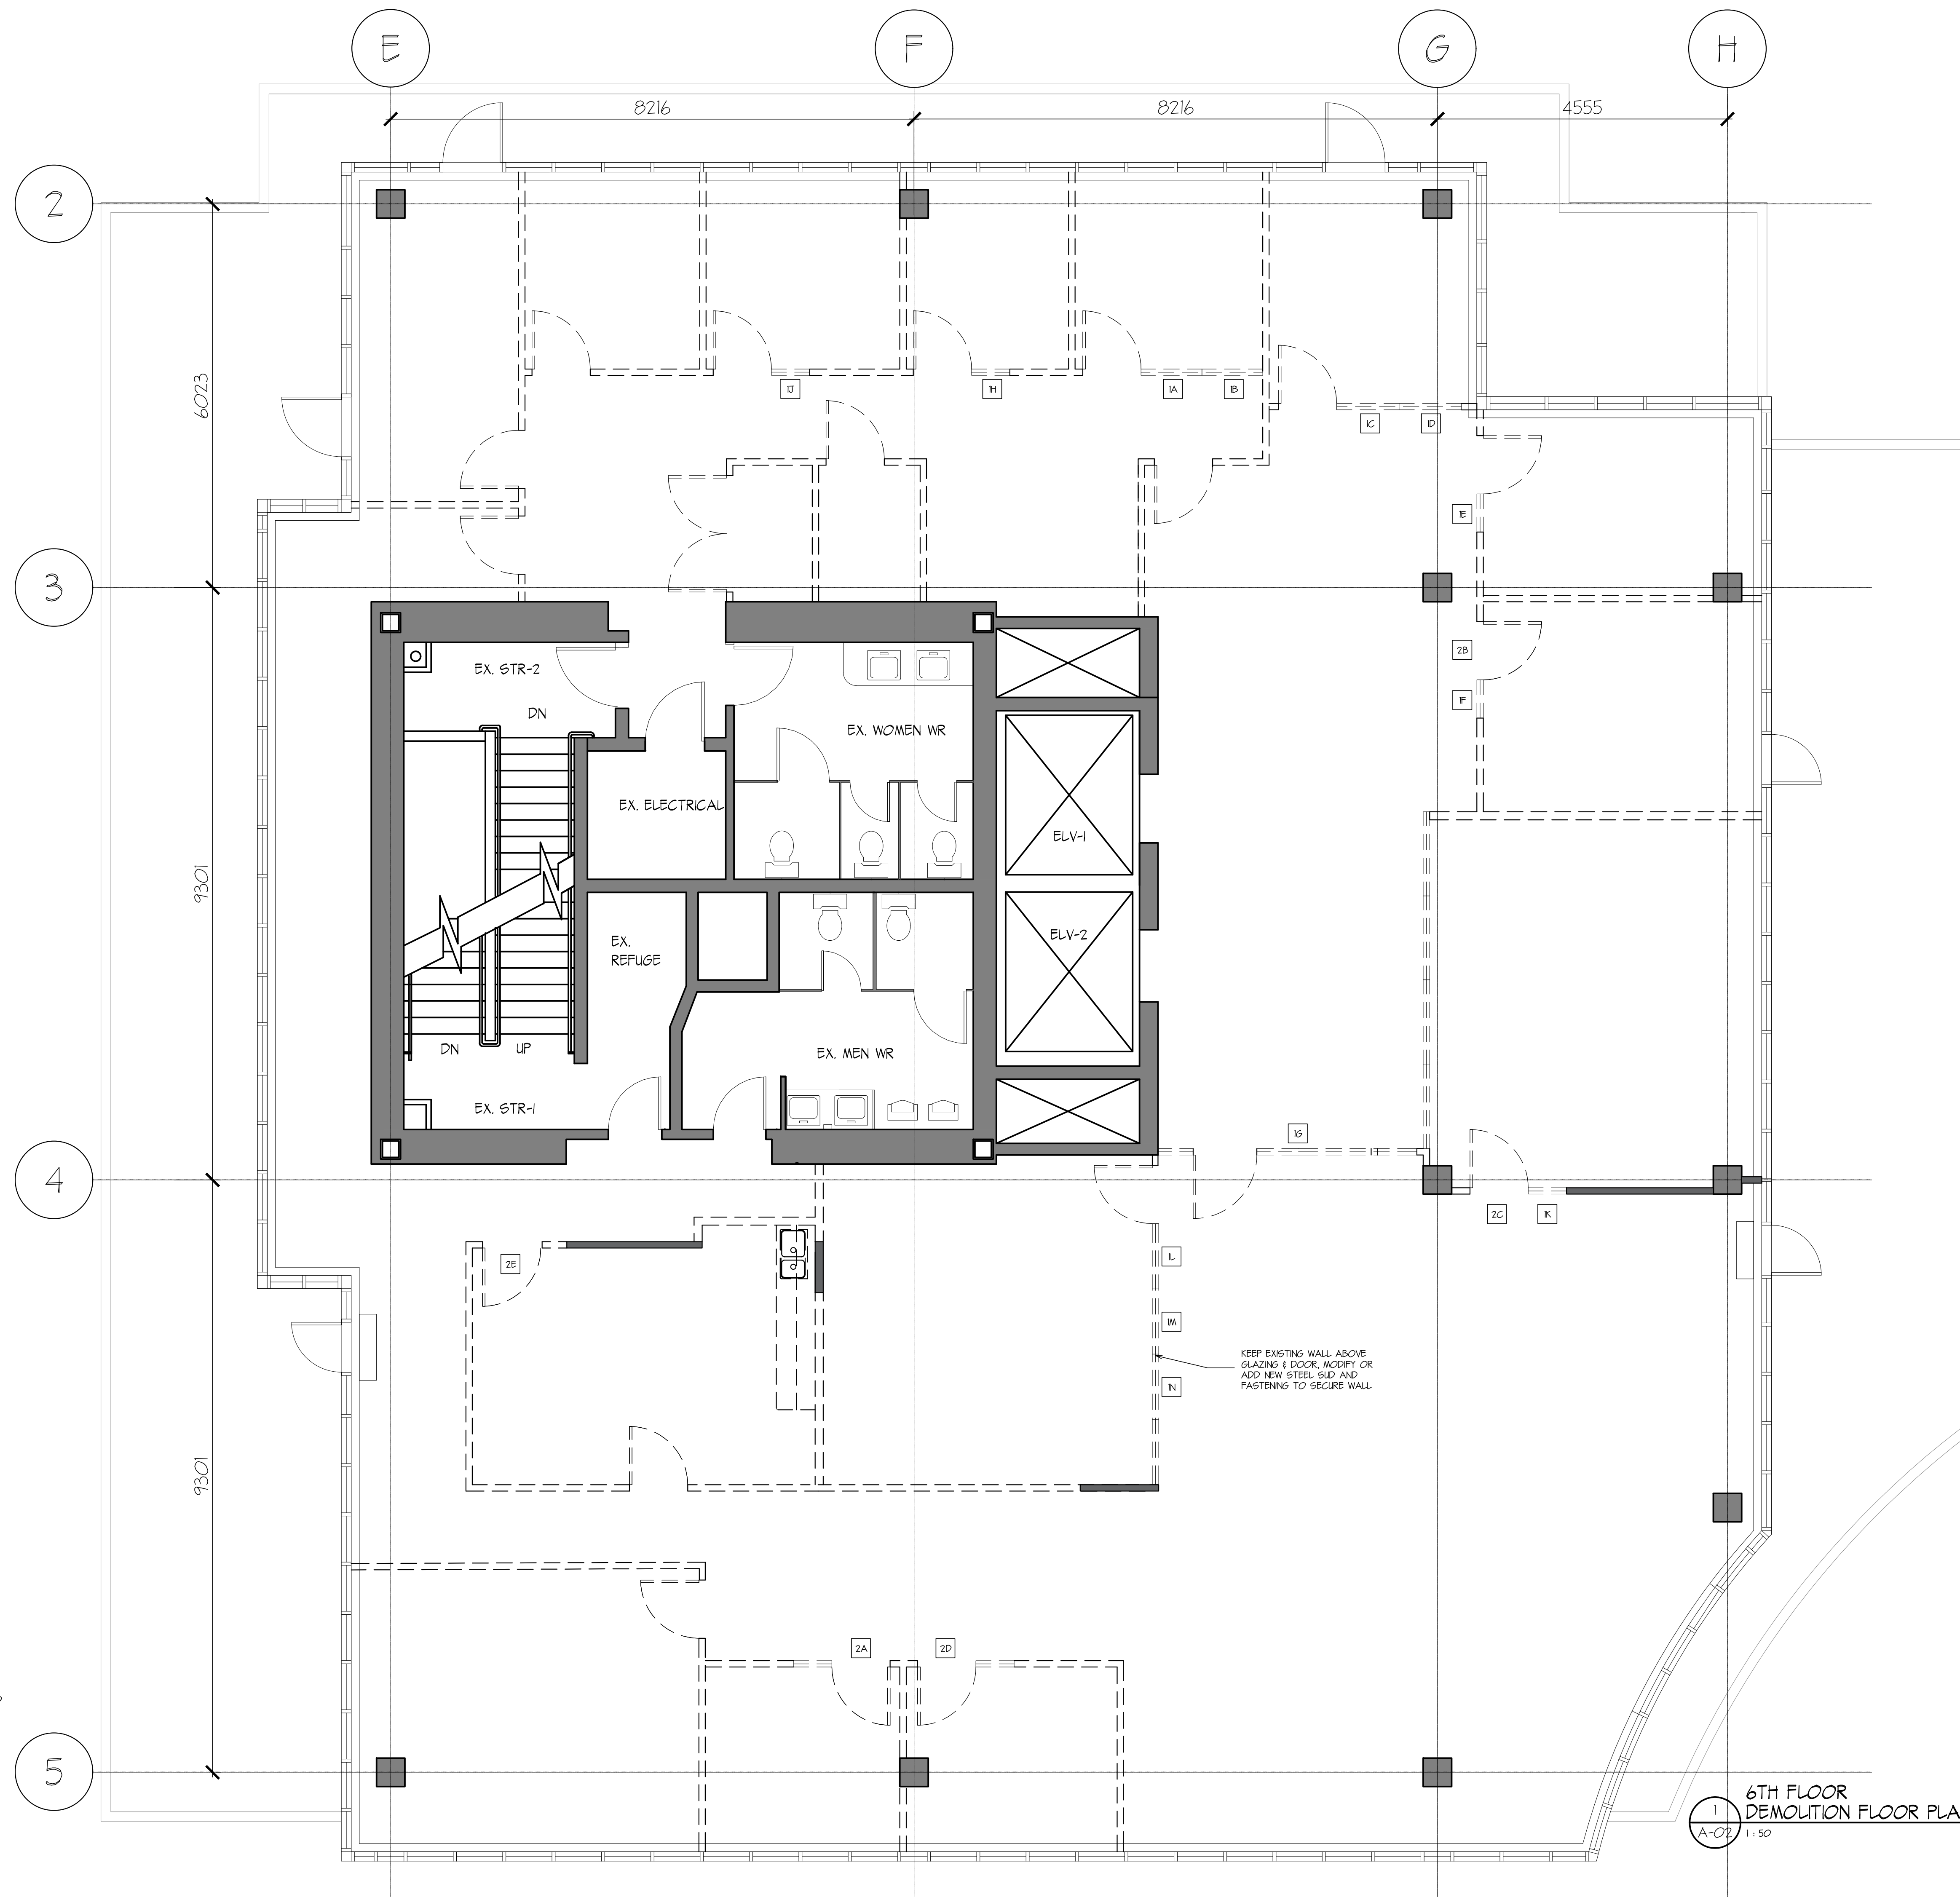 E
F
G
H
8216
8216
4555
2
6023
1J
1H
1A
1B
1C
1D
1E
3
EX. STR-2
DN
2B
1F
EX. WOMEN WR
EX. ELECTRICAL
ELV-1
9301
EX.
REFUGE
ELV-2
DN
UP
EX. MEN WR
EX. STR-1
1G
4
2C
1K
2E
1L
1M
1N
KEEP EXISTING WALL ABOVE
GLAZING & DOOR, MODIFY OR
ADD NEW STEEL SUD AND
FASTENING TO SECURE WALL
9301
2A
2D
5
1
A-02
6TH FLOOR
DEMOLITION FLOOR PLA
1 : 50